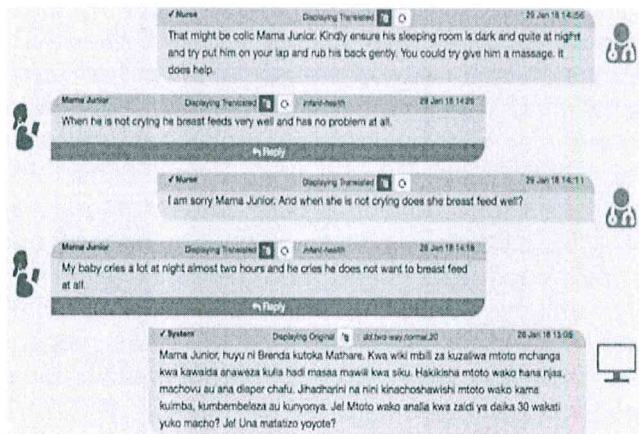 ✓ Nurse Displaying Translated 29 Jan 18 14:56
That might be colic Mama Junior. Kindly ensure his sleeping room is dark and quite at night
and try put him on your lap and rub his back gently. You could try give him a massage. It
does help.
Mama Junior Displaying Translated infant-health 29 Jan 18 14:26
When he is not crying he breast feeds very well and has no problem at all.
Reply
✓ Nurse Displaying Translated 29 Jan 18 14:11
I am sorry Mama Junior. And when she is not crying does she breast feed well?
Mama Junior Displaying Translated infant-health 26 Jan 18 14:18
My baby cries a lot at night almost two hours and he cries he does not want to breast feed
at all.
Reply
✓ System Displaying Original dd.two-way.normal.20 26 Jan 18 13:05
Mama Junior, huyu ni Brenda kutoka Mathare. Kwa wiki mbili za kuzaliwa mtoto mchanga
kwa kawaida anaweza kulia hadi masaa mawili kwa siku. Hakikisha mtoto wako hana njaa,
machovu au ana diaper chafu. Jihadharini na nini kinachoshawishi mtoto wako kama
kuimba, kumbembeleza au kunyonya. Je! Mtoto wako analia kwa zaidi ya daika 30 wakati
yuko macho? Je! Una matatizo yoyote?